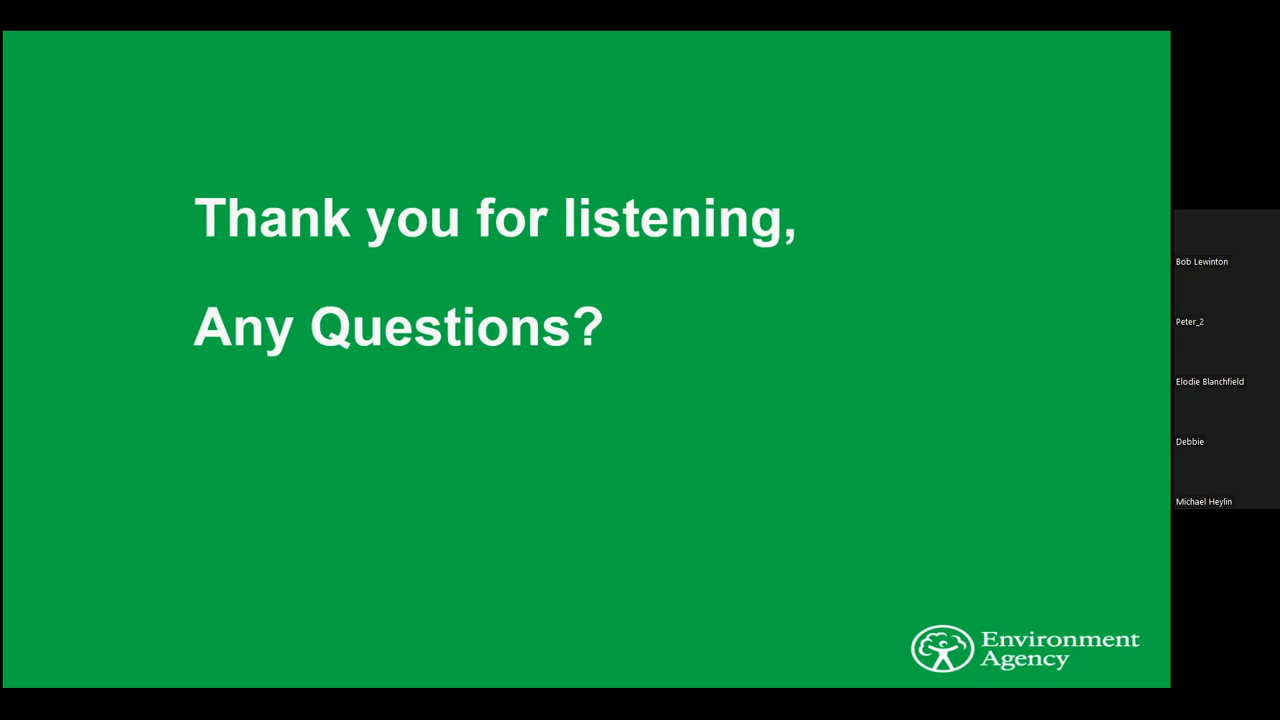 Thank you for listening,
Any Questions?
Bob Lewinton
Peter_2
Elodie Blanchfield
Debbie
Michael Heylin
Environment
Agency